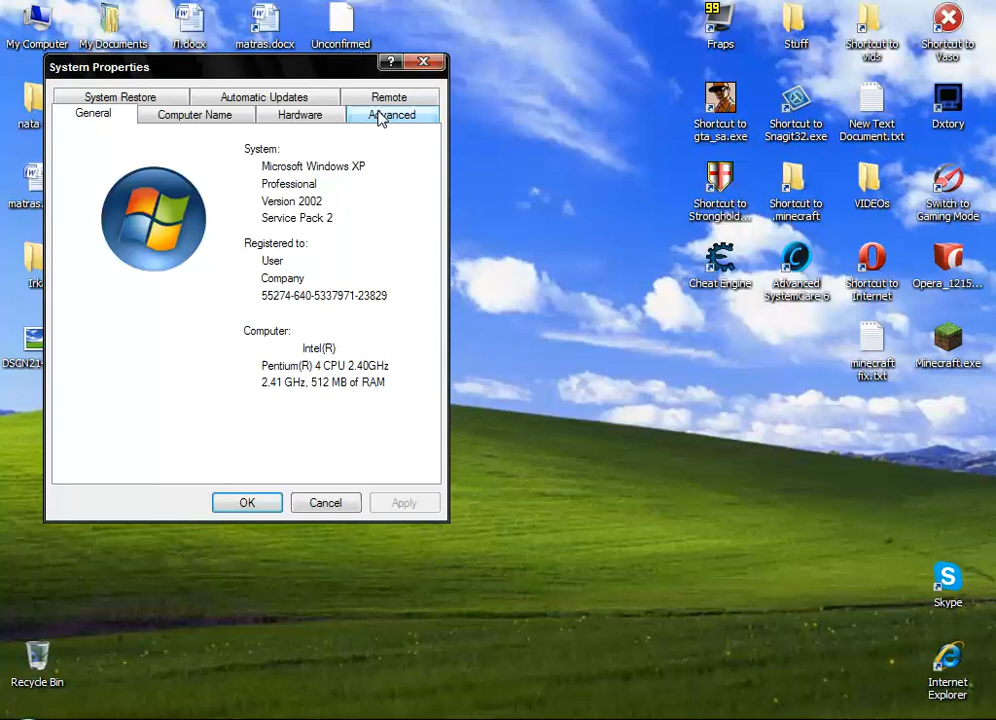 My Computer
My Documents
Л.docx
matras.docx
Unconfirmed
System Properties
?
System Restore
Automatic Updates
Remote
General
Computer Name
Hardware
Advanced
System:
Microsoft Windows XP
Professional
Version 2002
Service Pack 2
Registered to:
User
Company
55274-640-5337971-23829
Computer:
Intel(R)
Pentium(R) 4 CPU 2.40GHz
2.41 GHz, 512 MB of RAM
OK
Cancel
Apply
nata
matras.
Irka
DSCN21
99
Fraps
Stuff
Shortcut to
vids
Shortcut to
Vaso
Shortcut to
gta_sa.exe
Shortcut to
Snagit32.exe
New Text
Document.txt
Dxtory
Shortcut to
Stronghold...
Shortcut to
.minecraft
VIDEOs
Switch to
Gaming Mode
Cheat Engine
Advanced
SystemCare 6
Shortcut to
Internet
Opera_1215...
minecraft
fix.txt
Minecraft.exe
Skype
Internet
Explorer
Recycle Bin